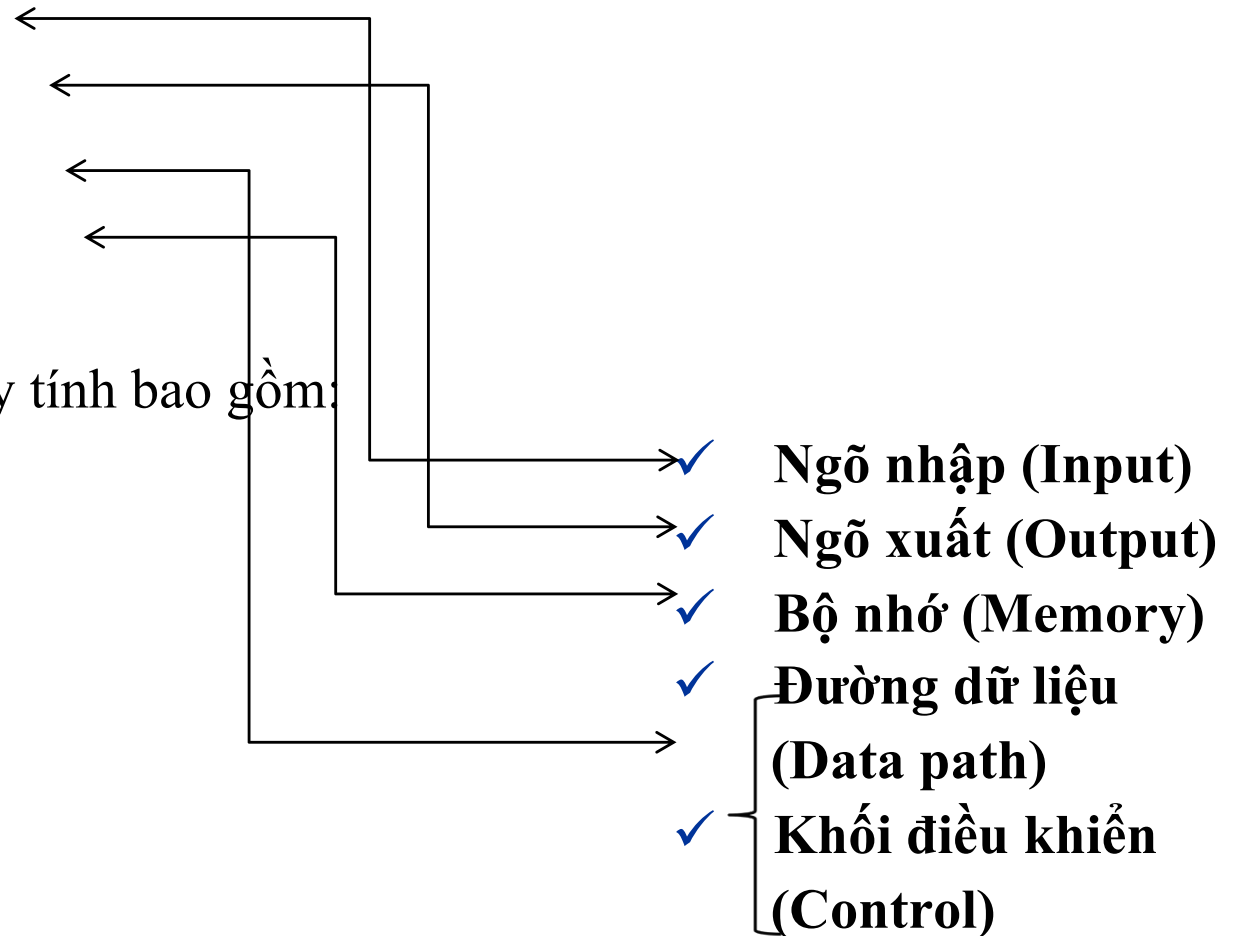 y tính bao gồm:
✓ Ngõ nhập (Input)
✓ Ngõ xuất (Output)
✓ Bộ nhớ (Memory)
✓ Đường dữ liệu
(Data path)
✓ Khối điều khiển
(Control)